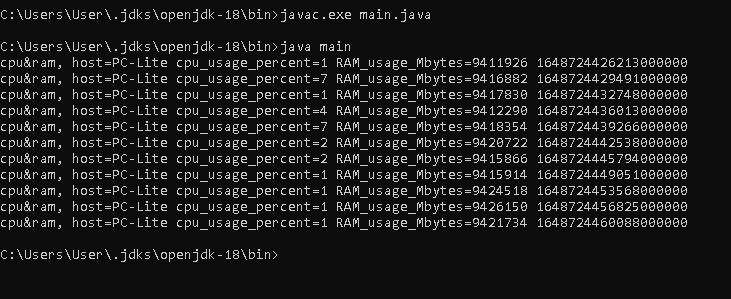 C:\Users\User\.jdks\openjdk-18\bin>javac.exe main.java
C:\Users\User\.jdks\openjdk-18\bin>java main
cpu&ram, host=PC-Lite cpu_usage_percent=1 RAM_usage_Mbytes=9411926 1648724426213000000
cpu&ram, host=PC-Lite cpu_usage_percent=7 RAM_usage_Mbytes=9416882 1648724429491000000
cpu&ram, host=PC-Lite cpu_usage_percent=1 RAM_usage_Mbytes=9417830 1648724432748000000
cpu&ram, host=PC-Lite cpu_usage_percent=4 RAM_usage_Mbytes=9412290 1648724436013000000
cpu&ram, host=PC-Lite cpu_usage_percent=7 RAM_usage_Mbytes=9418354 1648724439266000000
cpu&ram, host=PC-Lite cpu_usage_percent=2 RAM_usage_Mbytes=9420722 1648724442538000000
cpu&ram, host=PC-Lite cpu_usage_percent=2 RAM_usage_Mbytes=9415866 1648724445794000000
cpu&ram, host=PC-Lite cpu_usage_percent=1 RAM_usage_Mbytes=9415914 1648724449051000000
cpu&ram, host=PC-Lite cpu_usage_percent=1 RAM_usage_Mbytes=9424518 1648724453568000000
cpu&ram, host=PC-Lite cpu_usage_percent=1 RAM_usage_Mbytes=9426150 1648724456825000000
cpu&ram, host=PC-Lite cpu_usage_percent=1 RAM_usage_Mbytes=9421734 1648724460088000000
C:\Users\User\.jdks\openjdk-18\bin>